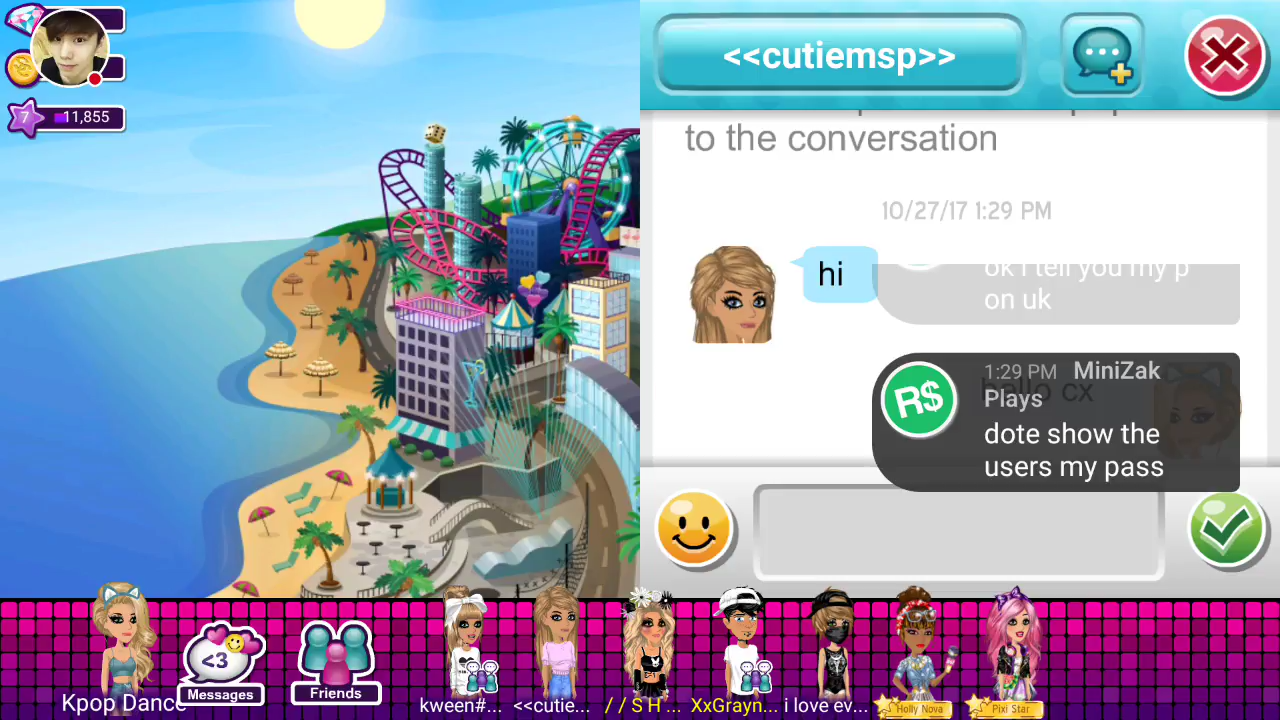 7 11,855
<<cutiemsp>>
to the conversation
10/27/17 1:29 PM
hi
ok i tell you my p
on uk
1:29 PM MiniZak
Plays
R$
hello cx
dote show the
users my pass
<3
Messages
Friends
Kpop Dance
kween#...
<<cutie...
// S H ...
XxGrayn...
i love ev...
Holly Nova
Pixi Star